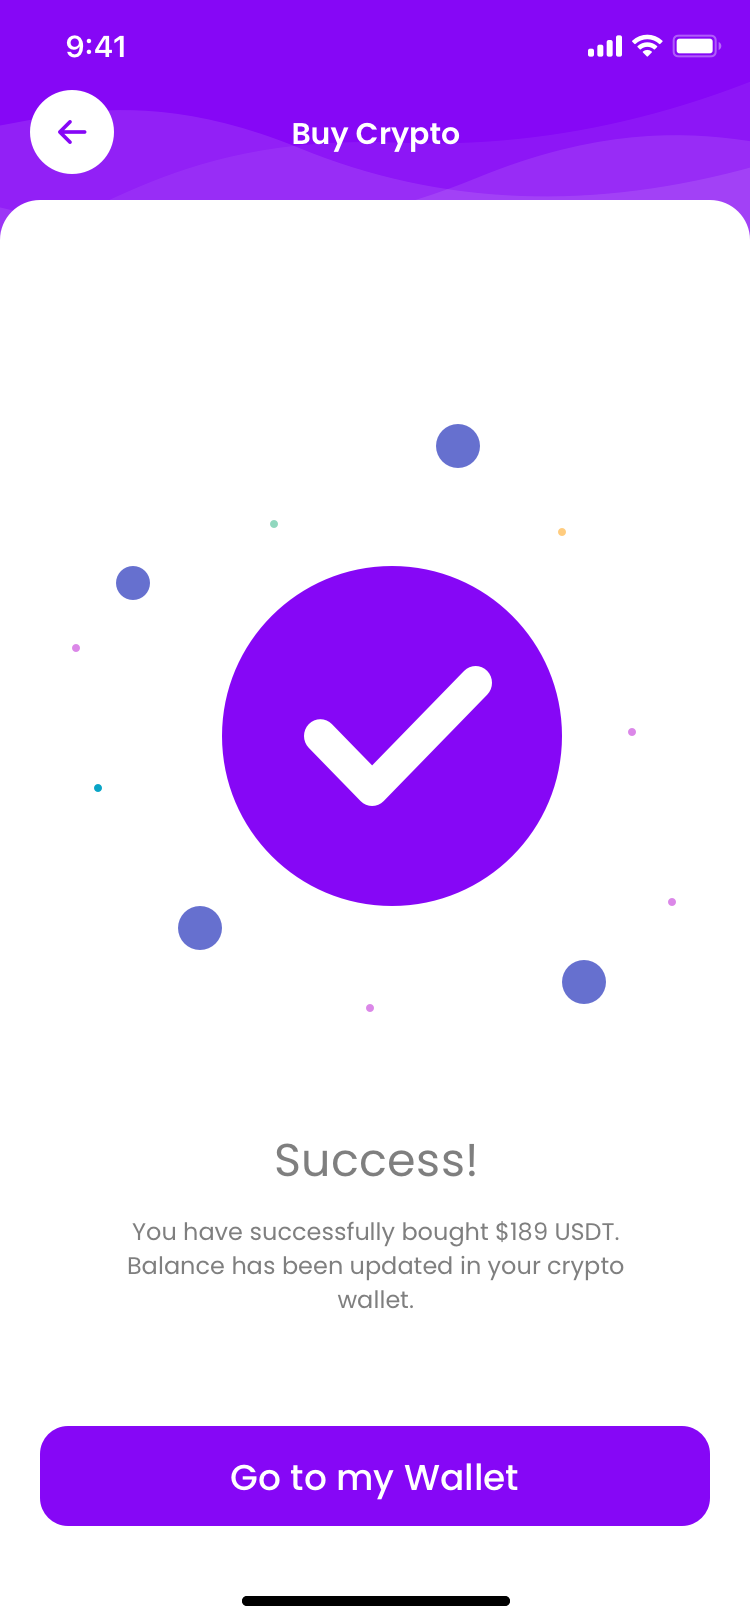 9:41
Buy Crypto
Success!
You have successfully bought $189 USDT.
Balance has been updated in your crypto
wallet.
Go to my Wallet